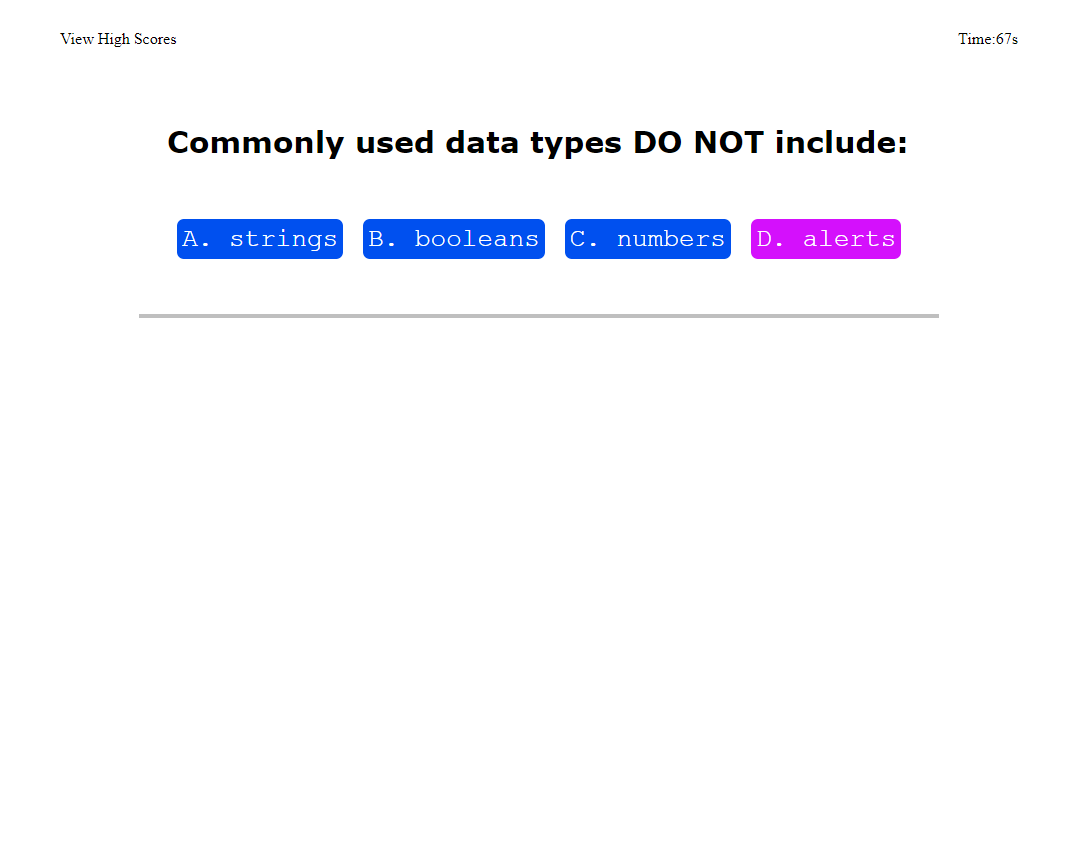 View High Scores
Time:67s
Commonly used data types DO NOT include:
A. strings B. booleans C. numbers D. alerts